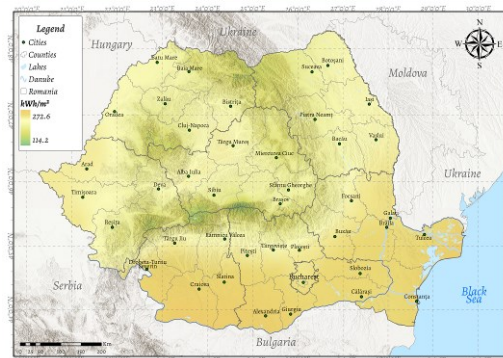 Legend
Cities
Counties
Lakes
Danube
Romania
kWh/m²
272.6
114.2
N
W
E
S
Ukraine
Hungary
Moldova
Ukraine
Serbia
Bulgaria
Black
Sea
Satu Mare
Baia Mare
Suceava
Botoșani
Zalău
Bistrița
Iași
Oradea
Piatra Neamț
Cluj-Napoca
Târgu Mureș
Bacău
Vaslui
Miercurea Ciuc
Arad
Alba Iulia
Deva
Sibiu
Sfântu Gheorghe
Timișoara
Brașov
Focșani
Galați
Reșița
Brăila
Tulcea
Târgu Jiu
Râmnicu Vâlcea
Buzău
Pitești
Târgoviște
Ploiești
Drobeta-Turnu
Severin
Slobozia
Craiova
Slatina
București
Călărași
Constanța
Alexandria
Giurgiu
Km